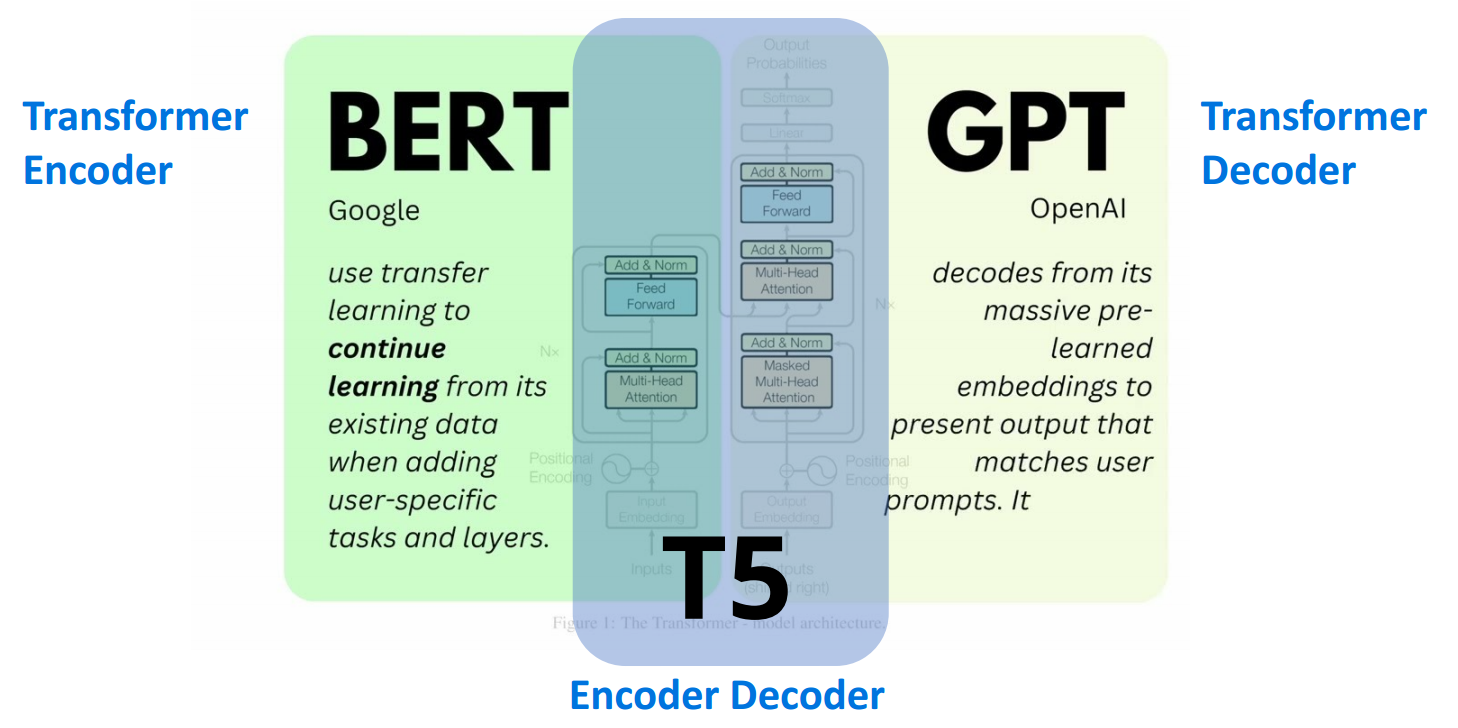 Transformer
Encoder
BERT
Google
use transfer
learning to
continue
learning from its
existing data
when adding
user-specific
tasks and layers.
Nx
Add & Norm
Feed
Forward
Add & Norm
Multi-Head
Attention
Positional
Encoding
Input
Embedding
Inputs
Output
Probabilities
Softmax
Linear
Add & Norm
Feed
Forward
Add & Norm
Multi-Head
Attention
Nx
Add & Norm
Masked
Multi-Head
Attention
Positional
Encoding
Output
Embedding
Outputs
(shifted right)
T5
Figure 1: The Transformer - model architecture.
GPT
OpenAI
decodes from its
massive pre-
learned
embeddings to
present output that
matches user
prompts. It
Transformer
Decoder
Encoder Decoder